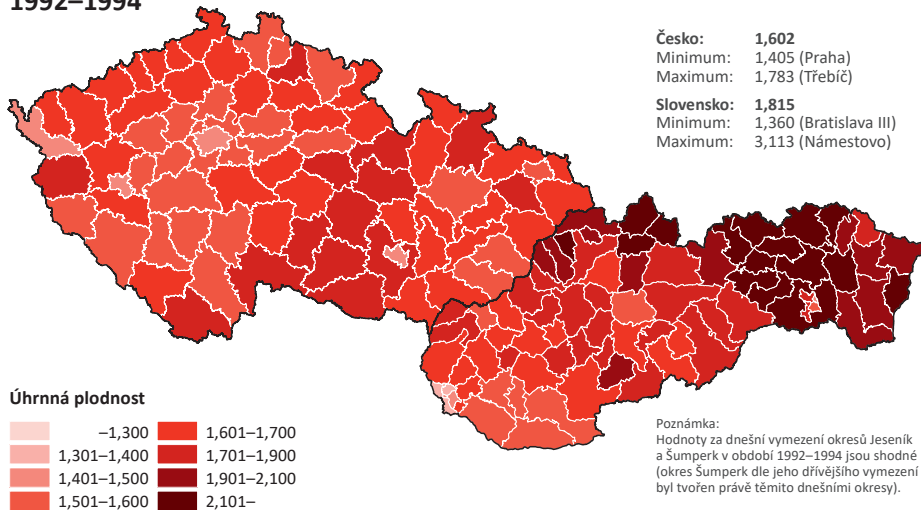 1992–1994
Česko: 1,602
Minimum: 1,405 (Praha)
Maximum: 1,783 (Třebíč)
Slovensko: 1,815
Minimum: 1,360 (Bratislava III)
Maximum: 3,113 (Námestovo)
Úhrnná plodnost
–1,300
1,301–1,400
1,401–1,500
1,501–1,600
1,601–1,700
1,701–1,900
1,901–2,100
2,101–
Poznámka:
Hodnoty za dnešní vymezení okresů Jeseník
a Šumperk v období 1992–1994 jsou shodné
(okres Šumperk dle jeho dřívějšího vymezení
byl tvořen právě těmito dnešními okresy).